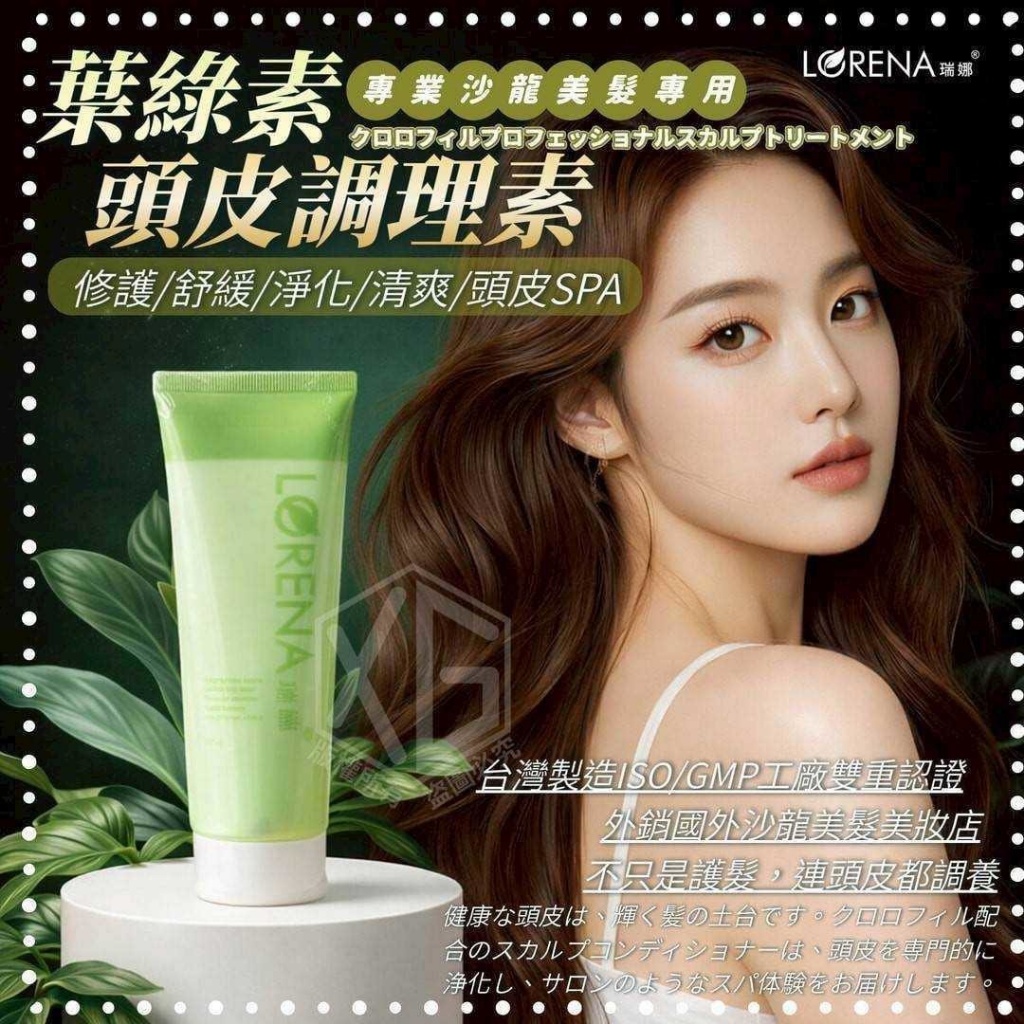 葉綠素
專業沙龍美髮專用
LORENA瑞娜®
クロロフィルプロフェッショナルスカルプトリートメント
頭皮調理素
修護/舒緩/淨化/清爽/頭皮SPA
LORENA
XG
台灣製造ISO/GMP工廠雙重認證
外銷國外沙龍美髮美妝店
不只是護髮，連頭皮都調養
健康な頭皮は、輝く髪の土台です。クロロフィル配
合のスカルプコンディショナーは、頭皮を專門的に
浄化し、サロンのようなスパ体験をお届けします。